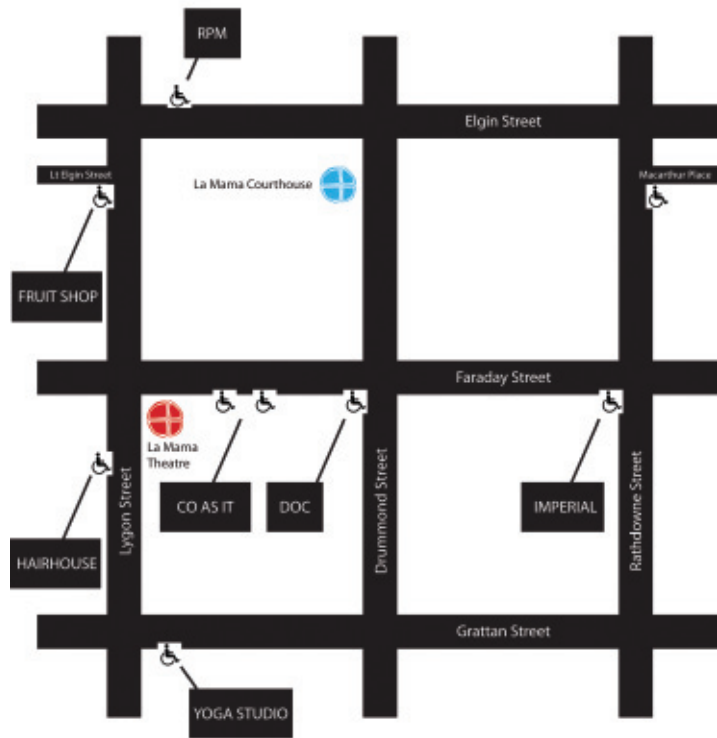 RPM
Elgin Street
Lt Elgin Street
Macarthur Place
La Mama Courthouse
FRUIT SHOP
Faraday Street
La Mama
Theatre
CO AS IT
DOC
IMPERIAL
HAIRHOUSE
Lygon Street
Drummond Street
Rathdowne Street
Grattan Street
YOGA STUDIO